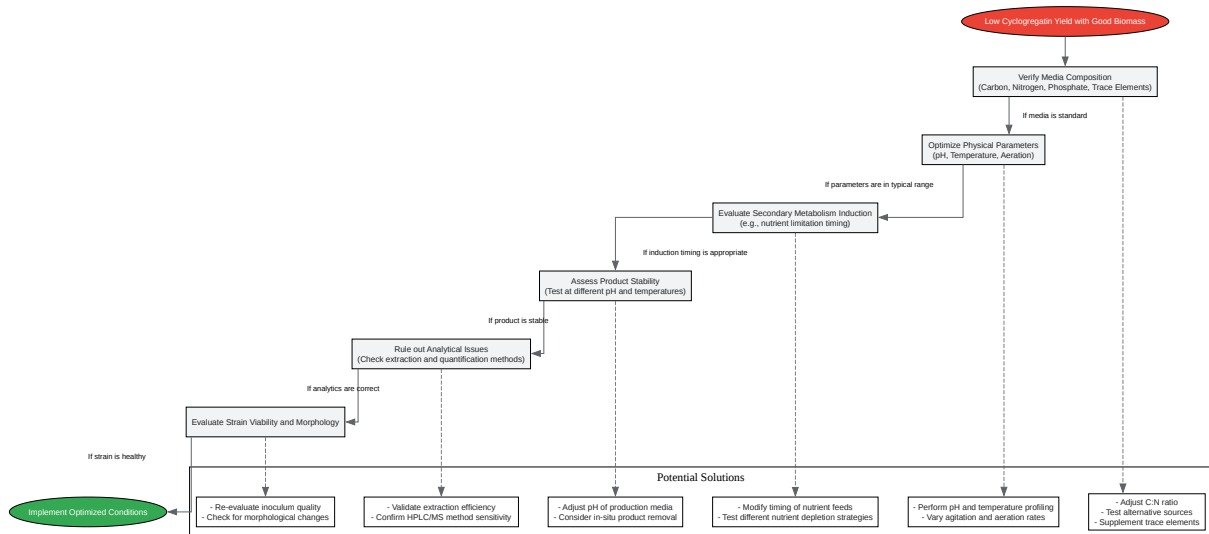 Low Cyclogregatin Yield with Good Biomass
Verify Media Composition
(Carbon, Nitrogen, Phosphate, Trace Elements)
If media is standard
Optimize Physical Parameters
(pH, Temperature, Aeration)
If parameters are in typical range
Evaluate Secondary Metabolism Induction
(e.g., nutrient limitation timing)
If induction timing is appropriate
Assess Product Stability
(Test at different pH and temperatures)
If product is stable
Rule out Analytical Issues
(Check extraction and quantification methods)
If analytics are correct
Evaluate Strain Viability and Morphology
If strain is healthy
Implement Optimized Conditions
Potential Solutions
- Re-evaluate inoculum quality
- Check for morphological changes
- Validate extraction efficiency
- Confirm HPLC/MS method sensitivity
- Adjust pH of production media
- Consider in-situ product removal
- Modify timing of nutrient feeds
- Test different nutrient depletion strategies
- Perform pH and temperature profiling
- Vary agitation and aeration rates
- Adjust C:N ratio
- Test alternative sources
- Supplement trace elements